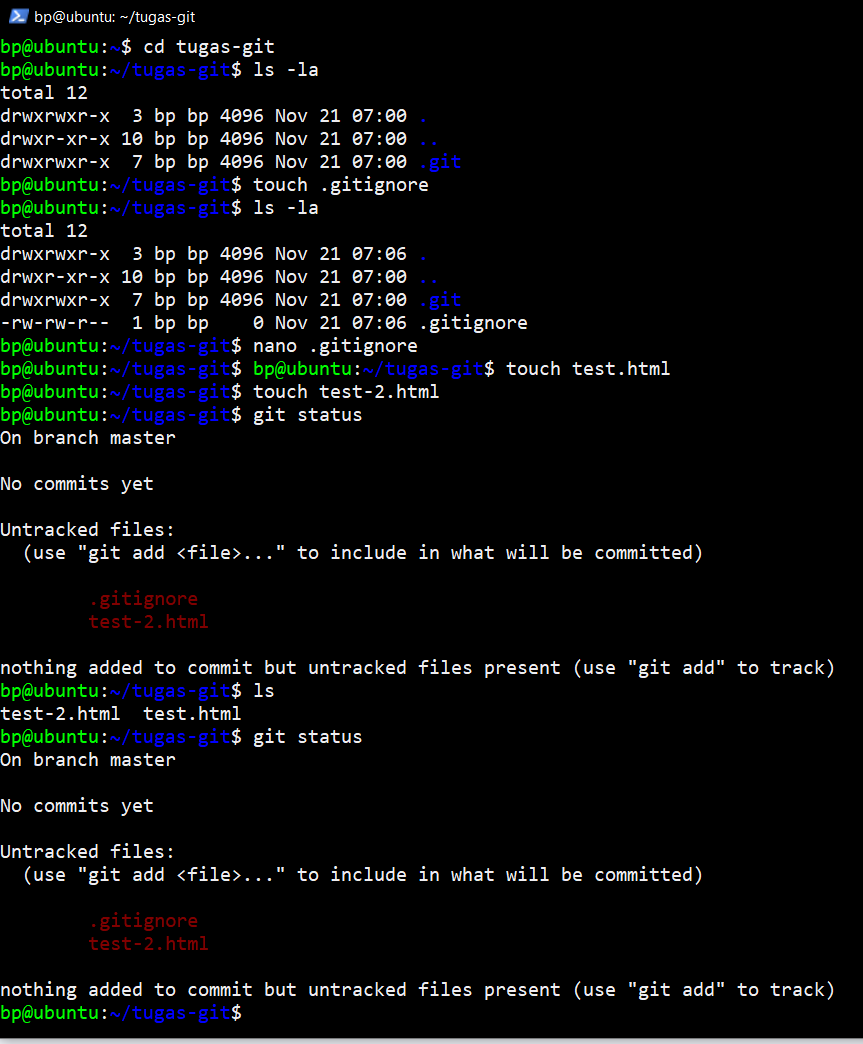 bp@ubuntu: ~/tugas-git
bp@ubuntu:~$ cd tugas-git
bp@ubuntu:~/tugas-git$ ls -la
total 12
drwxrwxr-x  3 bp bp 4096 Nov 21 07:00 .
drwxr-xr-x 10 bp bp 4096 Nov 21 07:00 ..
drwxrwxr-x  7 bp bp 4096 Nov 21 07:00 .git
bp@ubuntu:~/tugas-git$ touch .gitignore
bp@ubuntu:~/tugas-git$ ls -la
total 12
drwxrwxr-x  3 bp bp 4096 Nov 21 07:06 .
drwxr-xr-x 10 bp bp 4096 Nov 21 07:00 ..
drwxrwxr-x  7 bp bp 4096 Nov 21 07:00 .git
-rw-rw-r--  1 bp bp    0 Nov 21 07:06 .gitignore
bp@ubuntu:~/tugas-git$ nano .gitignore
bp@ubuntu:~/tugas-git$ bp@ubuntu:~/tugas-git$ touch test.html
bp@ubuntu:~/tugas-git$ touch test-2.html
bp@ubuntu:~/tugas-git$ git status
On branch master
No commits yet
Untracked files:
  (use "git add <file>..." to include in what will be committed)
        .gitignore
        test-2.html
nothing added to commit but untracked files present (use "git add" to track)
bp@ubuntu:~/tugas-git$ ls
test-2.html  test.html
bp@ubuntu:~/tugas-git$ git status
On branch master
No commits yet
Untracked files:
  (use "git add <file>..." to include in what will be committed)
        .gitignore
        test-2.html
nothing added to commit but untracked files present (use "git add" to track)
bp@ubuntu:~/tugas-git$